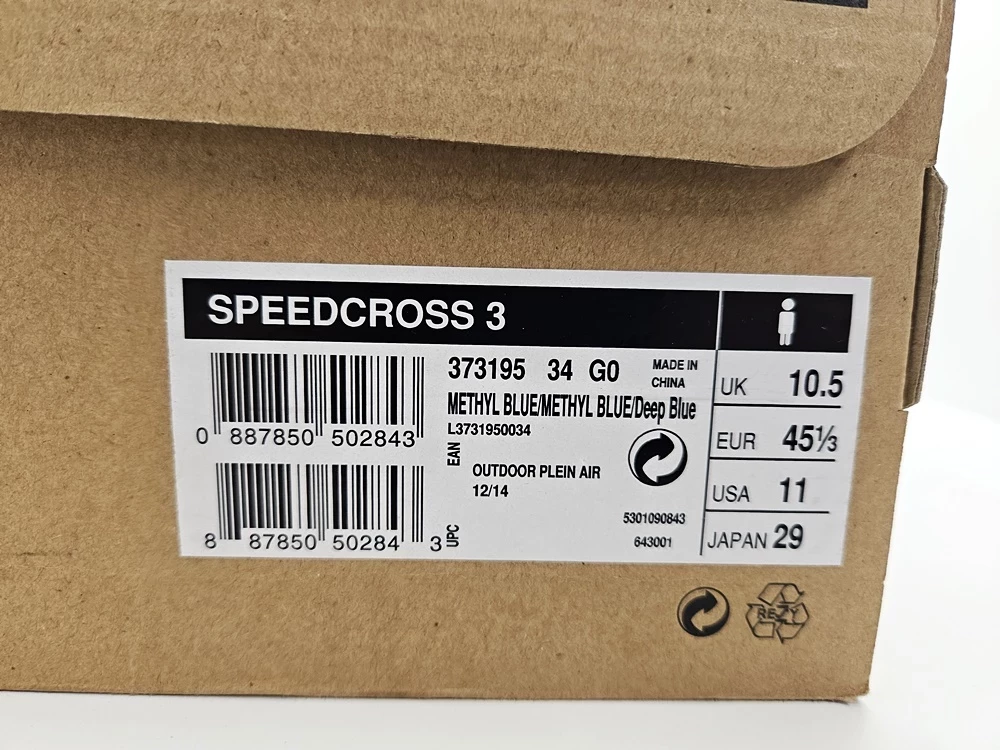 SPEEDCROSS 3
0 887850 502843
8 87850 50284 3
EAN
UPC
373195 34 G0
MADE IN
CHINA
METHYL BLUE/METHYL BLUE/Deep Blue
L3731950034
OUTDOOR PLEIN AIR
12/14
5301090843
643001
UK 10.5
EUR 45⅓
USA 11
JAPAN 29
RE-Z-Y